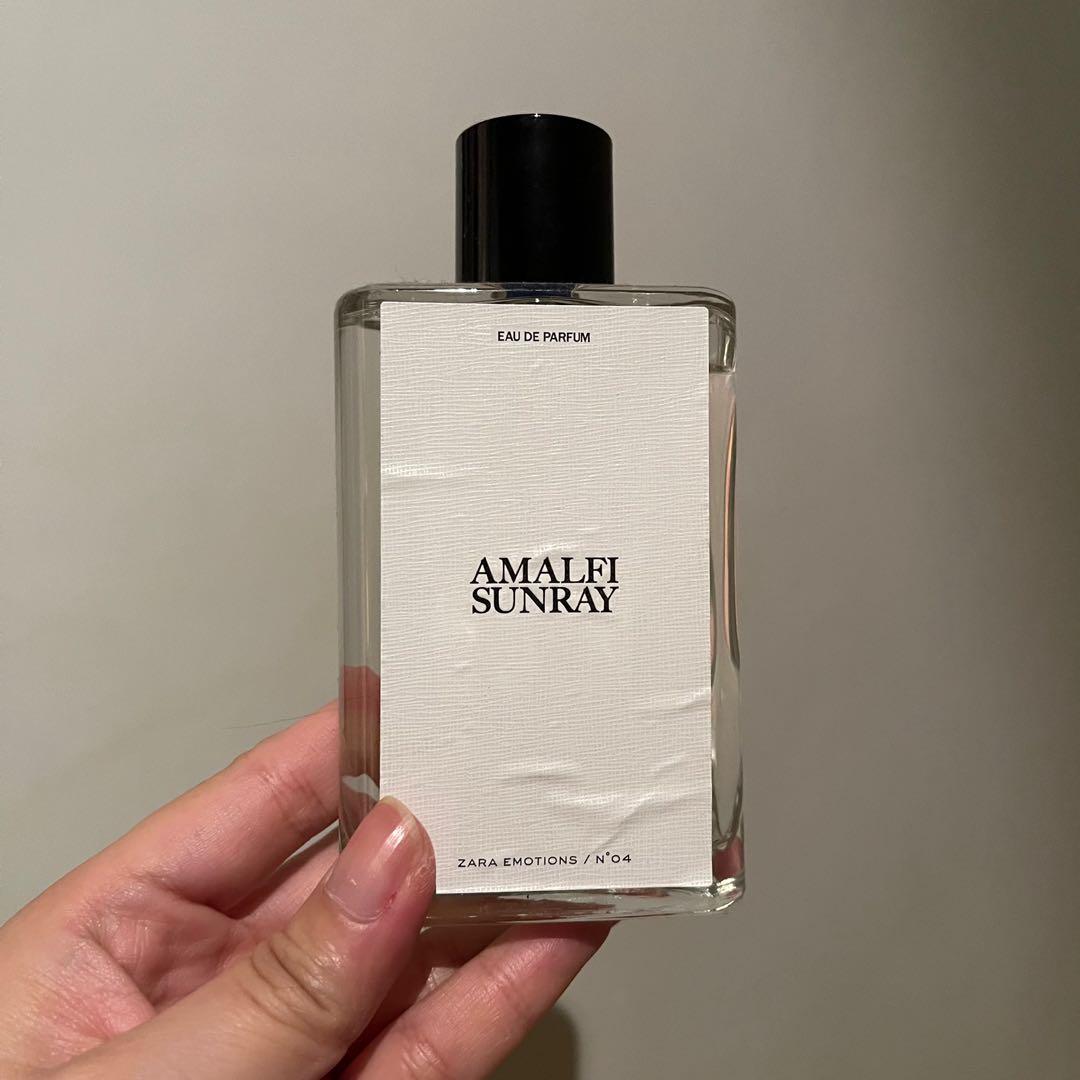 EAU DE PARFUM
AMALFI
SUNRAY
ZARA EMOTIONS / N°04